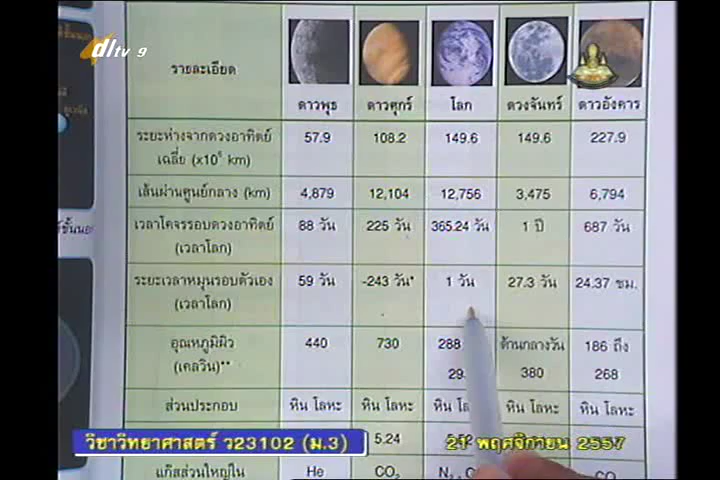 dltv 9
รายละเอียด
ดาวพุธ ดาวศุกร์ โลก ดวงจันทร์ ดาวอังคาร
ระยะห่างจากดวงอาทิตย์ 57.9 108.2 149.6 149.6 227.9
เฉลี่ย (x10⁶ km)
เส้นผ่านศูนย์กลาง (km) 4,879 12,104 12,756 3,475 6,794
เวลาโคจรรอบดวงอาทิตย์ 88 วัน 225 วัน 365.24 วัน 1 ปี 687 วัน
(เวลาโลก)
ระยะเวลาหมุนรอบตัวเอง 59 วัน -243 วัน* 1 วัน 27.3 วัน 24.37 ชม.
(เวลาโลก)
อุณหภูมิผิว 440 730 288 ด้านกลางวัน 186 ถึง
(เคลวิน)** 29 380 268
ส่วนประกอบ หิน โลหะ หิน โลหะ หิน โลหะ หิน โลหะ หิน โลหะ
5.24
วิชาวิทยาศาสตร์ ว23102 (ม.3) 21 พฤศจิกายน 2557
แก๊สส่วนใหญ่ใน He CO₂ N₂ CO